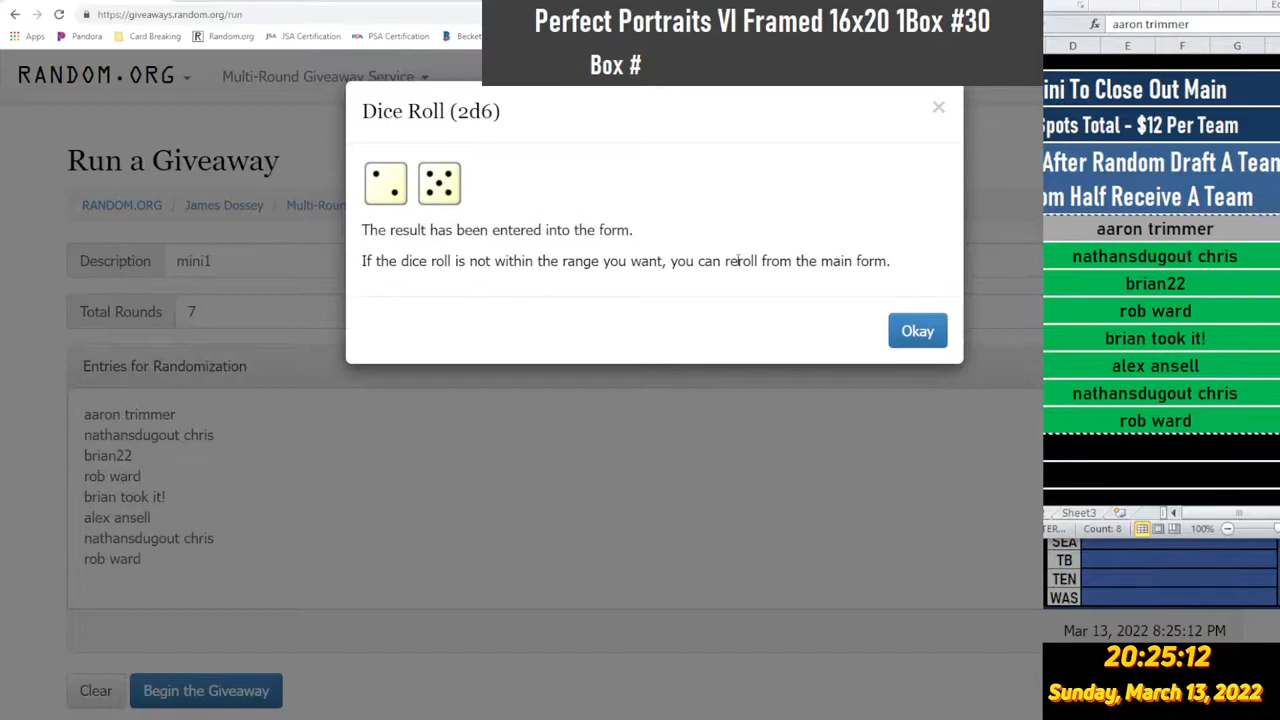 https://giveaways.random.org/run
Apps
Pandora
Card Breaking
Random.org
JSA Certification
PSA Certification
Becket
Perfect Portraits VI Framed 16x20 1Box #30
Box #
RANDOM.ORG
Multi-Round Giveaway Service
Dice Roll (2d6)
×
The result has been entered into the form.
If the dice roll is not within the range you want, you can reroll from the main form.
Okay
Run a Giveaway
RANDOM.ORG
James Dossey
Multi-Roun
Description
mini1
Total Rounds
7
Entries for Randomization
aaron trimmer
nathansdugout chris
brian22
rob ward
brian took it!
alex ansell
nathansdugout chris
rob ward
Clear
Begin the Giveaway
fx
aaron trimmer
D E F G
ini To Close Out Main
Spots Total - $12 Per Team
After Random Draft A Team
om Half Receive A Team
aaron trimmer
nathansdugout chris
brian22
rob ward
brian took it!
alex ansell
nathansdugout chris
rob ward
Sheet3
TER...
Count: 8
100%
SEA
TB
TEN
WAS
Mar 13, 2022 8:25:12 PM
20:25:12
Sunday, March 13, 2022